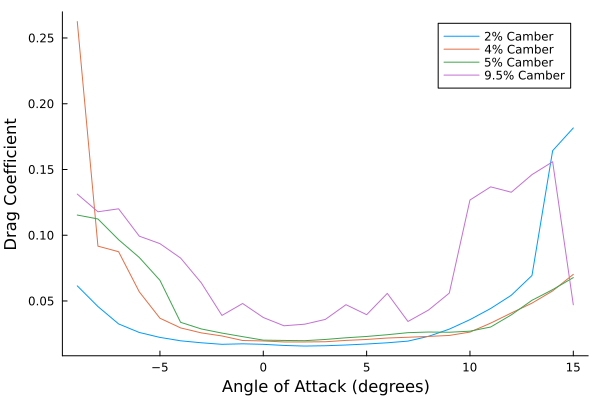 0.25
0.20
0.15
0.10
0.05
Drag Coefficient
2% Camber
4% Camber
5% Camber
9.5% Camber
−5
0
5
10
15
Angle of Attack (degrees)